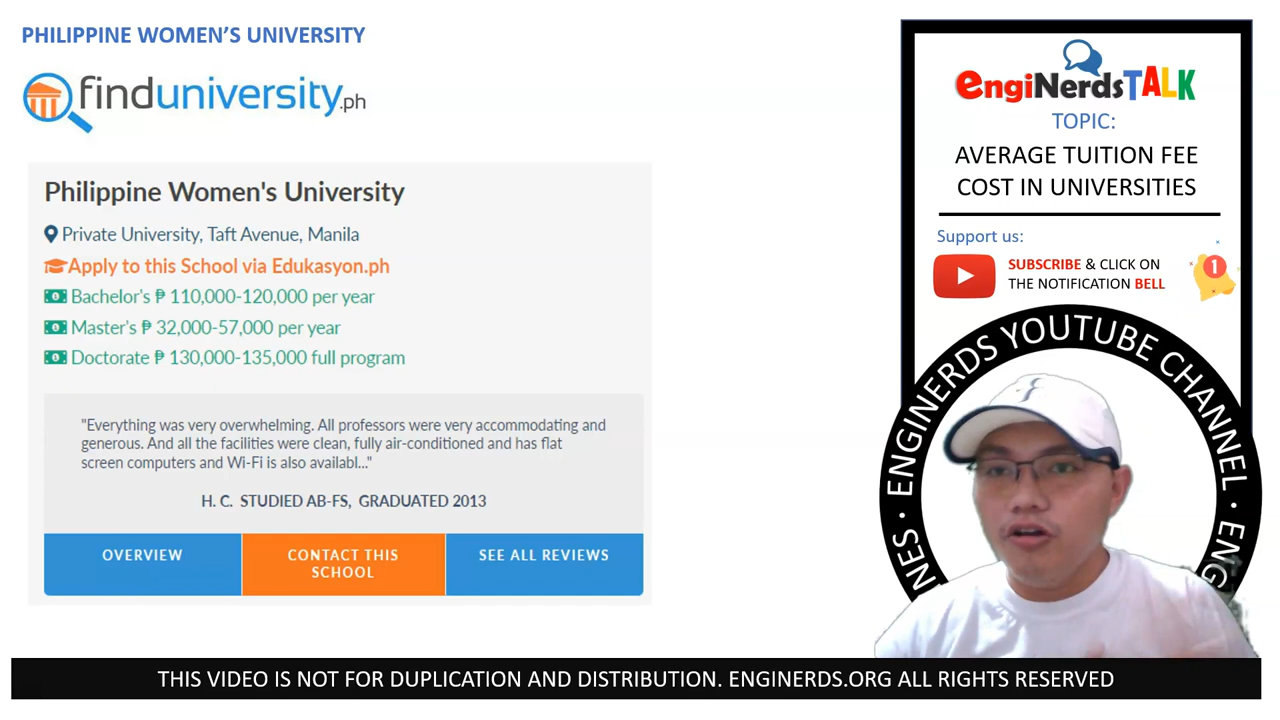 PHILIPPINE WOMEN'S UNIVERSITY
finduniversity.ph
Philippine Women's University
Private University, Taft Avenue, Manila
Apply to this School via Edukasyon.ph
Bachelor's ₱ 110,000-120,000 per year
Master's ₱ 32,000-57,000 per year
Doctorate ₱ 130,000-135,000 full program
"Everything was very overwhelming. All professors were very accommodating and
generous. And all the facilities were clean, fully air-conditioned and has flat
screen computers and Wi-Fi is also availabl..."
H. C. STUDIED AB-FS, GRADUATED 2013
OVERVIEW
CONTACT THIS
SCHOOL
SEE ALL REVIEWS
engiNerdsTALK
TOPIC:
AVERAGE TUITION FEE
COST IN UNIVERSITIES
Support us:
SUBSCRIBE & CLICK ON
THE NOTIFICATION BELL
1
NES · ENGINERDS YOUTUBE CHANNEL · ENG
THIS VIDEO IS NOT FOR DUPLICATION AND DISTRIBUTION. ENGINERDS.ORG ALL RIGHTS RESERVED